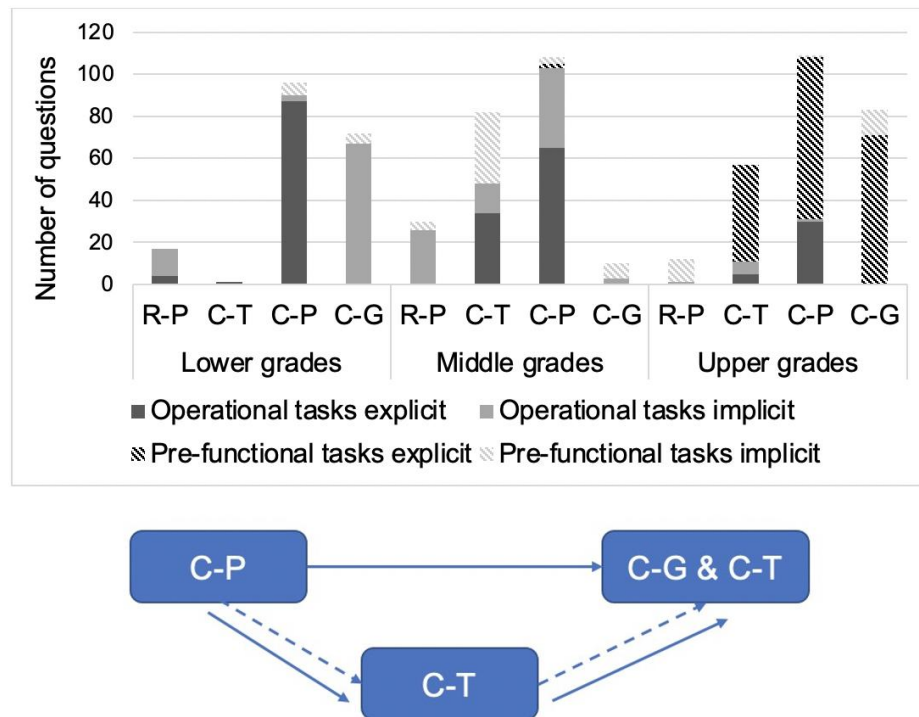 120
100
80
60
40
20
0
Number of questions
R-P C-T C-P C-G R-P C-T C-P C-G R-P C-T C-P C-G
Lower grades Middle grades Upper grades
Operational tasks explicit Operational tasks implicit
Pre-functional tasks explicit Pre-functional tasks implicit
C-P C-G & C-T
C-T